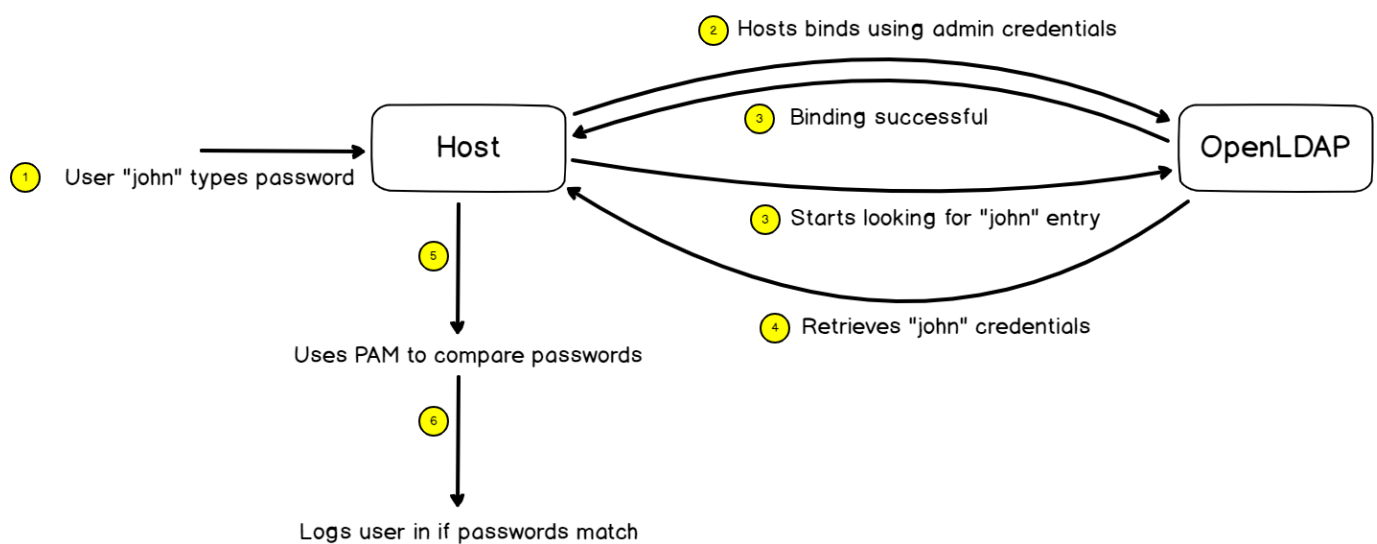 2 Hosts binds using admin credentials
3 Binding successful
Host
OpenLDAP
1 User "john" types password
3 Starts looking for "john" entry
5
4 Retrieves "john" credentials
Uses PAM to compare passwords
6
Logs user in if passwords match